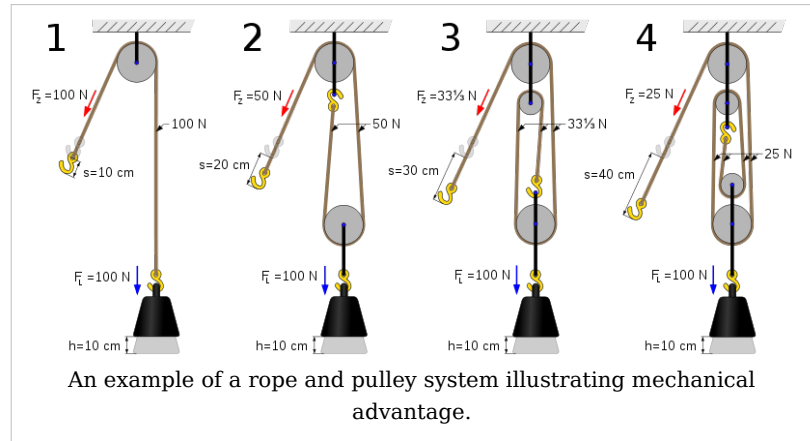 1
2
3
4
F_z=100 N
100 N
s=10 cm
F_L=100 N
h=10 cm
F_z=50 N
50 N
s=20 cm
F_L=100 N
h=10 cm
F_z=33⅓ N
33⅓ N
s=30 cm
F_L=100 N
h=10 cm
F_z=25 N
25 N
s=40 cm
F_L=100 N
h=10 cm
An example of a rope and pulley system illustrating mechanical
advantage.